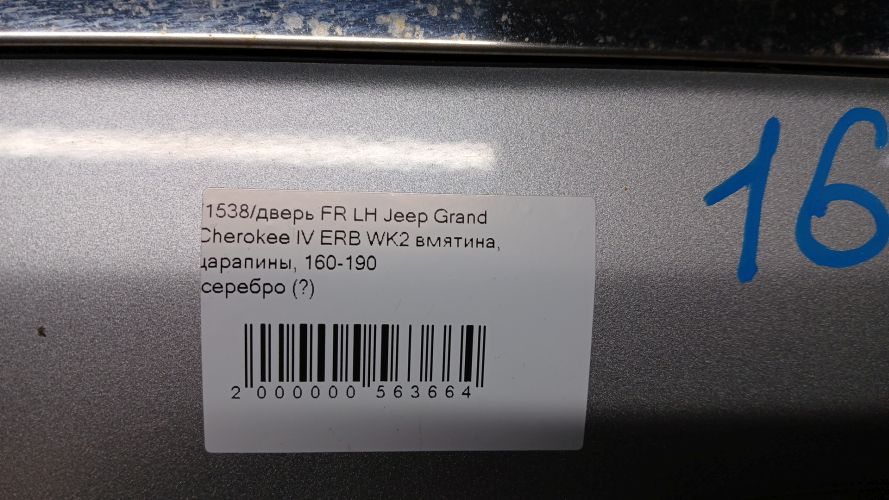 1538/дверь FR LH Jeep Grand
Cherokee IV ERB WK2 вмятина,
царапины, 160-190
серебро (?)
2 000000 563664
16